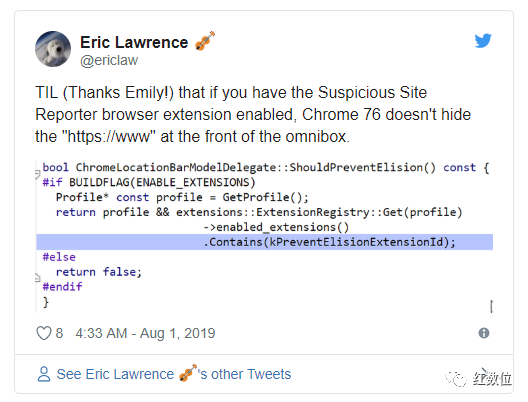 Eric Lawrence 🎻
@ericlaw
TIL (Thanks Emily!) that if you have the Suspicious Site
Reporter browser extension enabled, Chrome 76 doesn't hide
the "https://www" at the front of the omnibox.
bool ChromeLocationBarModelDelegate::ShouldPreventElision() const {
#if BUILDFLAG(ENABLE_EXTENSIONS)
Profile* const profile = GetProfile();
return profile && extensions::ExtensionRegistry::Get(profile)
->enabled_extensions()
.Contains(kPreventElisionExtensionId);
#else
return false;
#endif
}
8 4:33 AM - Aug 1, 2019
See Eric Lawrence 🎻's other Tweets
红数位